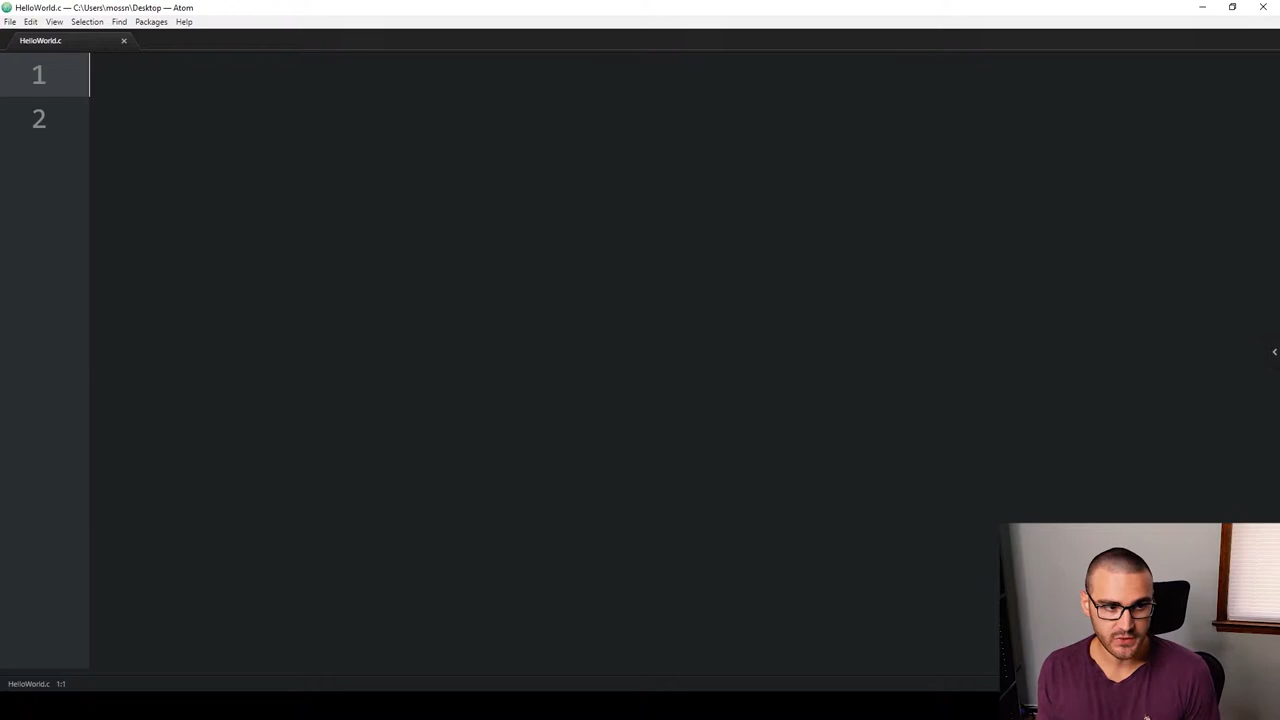 HelloWorld.c — C:\Users\mossn\Desktop — Atom
File Edit View Selection Find Packages Help
HelloWorld.c
1
2
HelloWorld.c 1:1